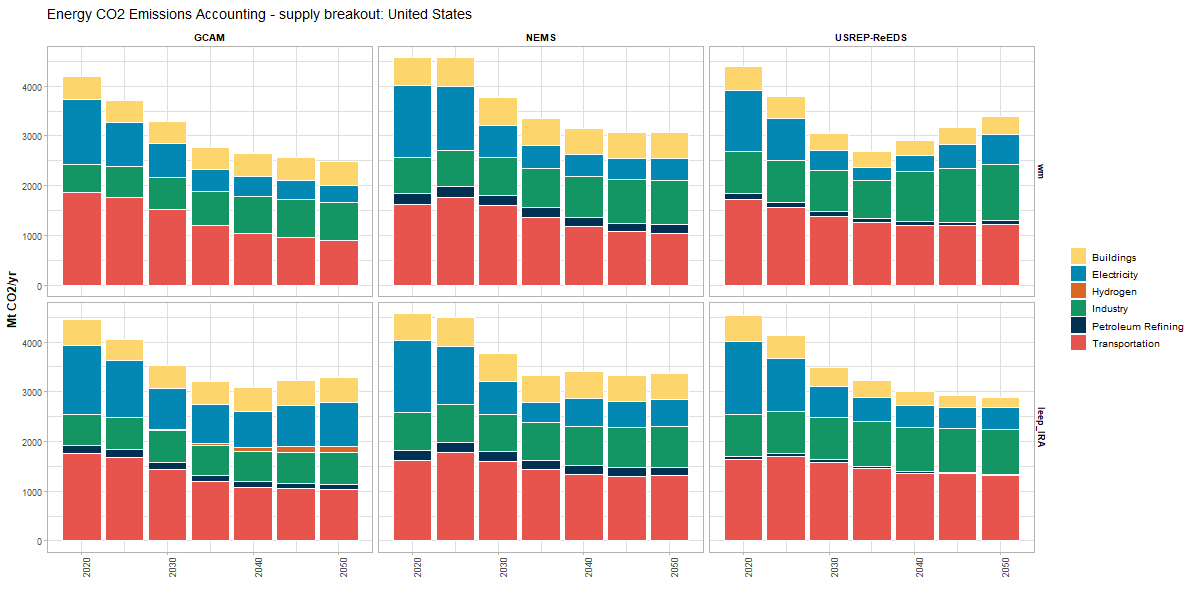 Energy CO2 Emissions Accounting - supply breakout: United States
GCAM
NEMS
USREP-ReEDS
4000
3000
2000
1000
0
wm
Mt CO2/yr
4000
3000
2000
1000
0
leep_IRA
2020
2030
2040
2050
2020
2030
2040
2050
2020
2030
2040
2050
Buildings
Electricity
Hydrogen
Industry
Petroleum Refining
Transportation